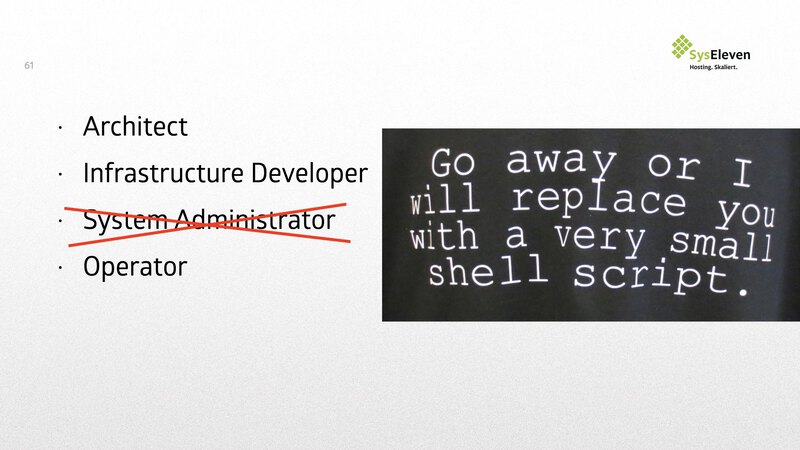 61
SysEleven
Hosting. Skaliert.
· Architect
· Infrastructure Developer
· System Administrator
· Operator
Go away or I
will replace you
with a very small
shell script.